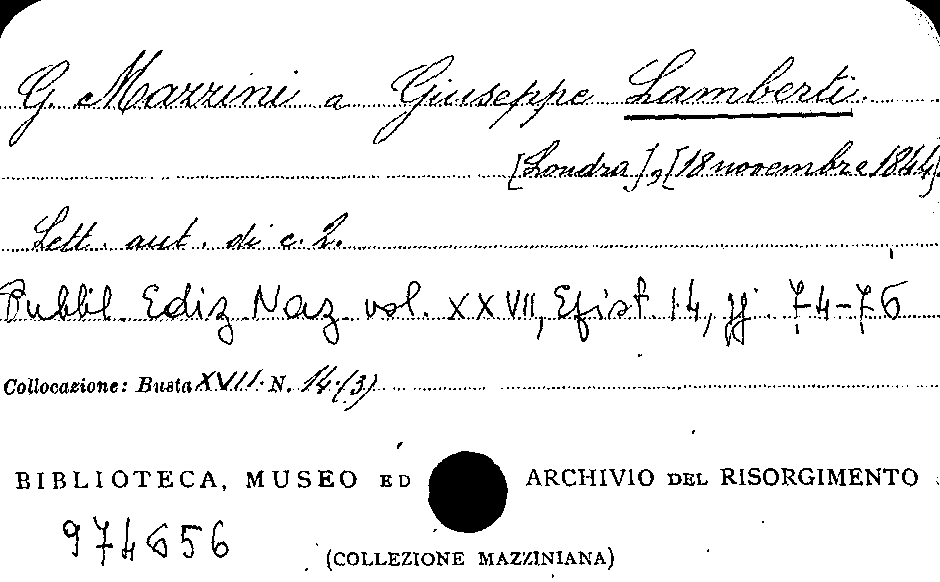 G. Mazzini a Giuseppe Lamberti.
[Londra], [18 novembre 1844].
Lett. aut. di c. 2.
Pubbl. Ediz Naz. vol. XXVII, Epist. 14, pp. 74-76
Collocazione: Busta XVII. N. 14.(3)
BIBLIOTECA, MUSEO ED ARCHIVIO DEL RISORGIMENTO
974656
(COLLEZIONE MAZZINIANA)